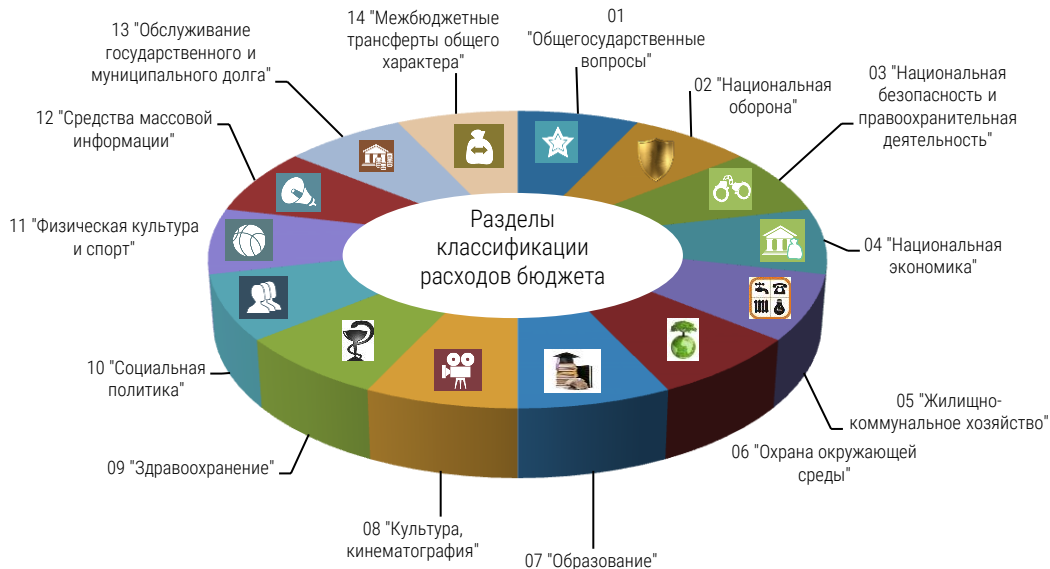 Разделы
классификации
расходов бюджета
01
"Общегосударственные
вопросы"
02 "Национальная
оборона"
03 "Национальная
безопасность и
правоохранительная
деятельность"
04 "Национальная
экономика"
05 "Жилищно-
коммунальное хозяйство"
06 "Охрана окружающей
среды"
07 "Образование"
08 "Культура,
кинематография"
09 "Здравоохранение"
10 "Социальная
политика"
11 "Физическая культура
и спорт"
12 "Средства массовой
информации"
13 "Обслуживание
государственного и
муниципального долга"
14 "Межбюджетные
трансферты общего
характера"